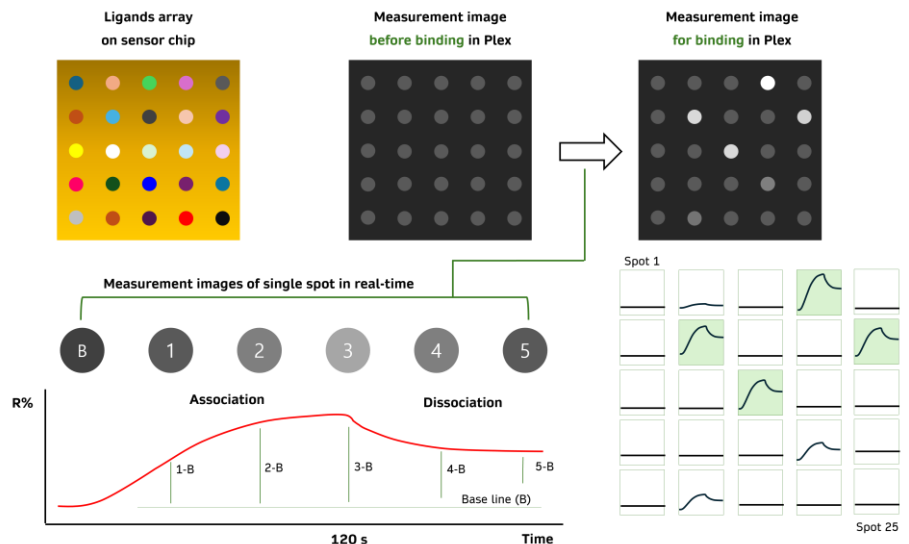 Ligands array
on sensor chip
Measurement image
before binding in Plex
Measurement image
for binding in Plex
Measurement images of single spot in real-time
Spot 1
B 1 2 3 4 5
R%
Association
Dissociation
1-B
2-B
3-B
4-B
5-B
Base line (B)
120 s
Time
Spot 25